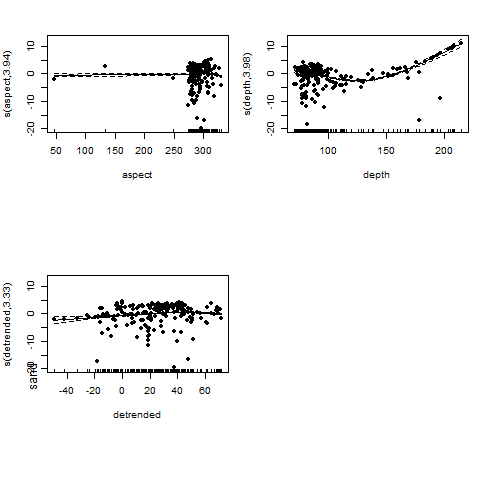 s(aspect,3.94)
10
0
-10
-20
50 100 150 200 250 300
aspect
s(depth,3.98)
10
0
-10
-20
100 150 200
depth
s(detrended,3.33)
sand
10
0
-10
-20
-40 -20 0 20 40 60
detrended